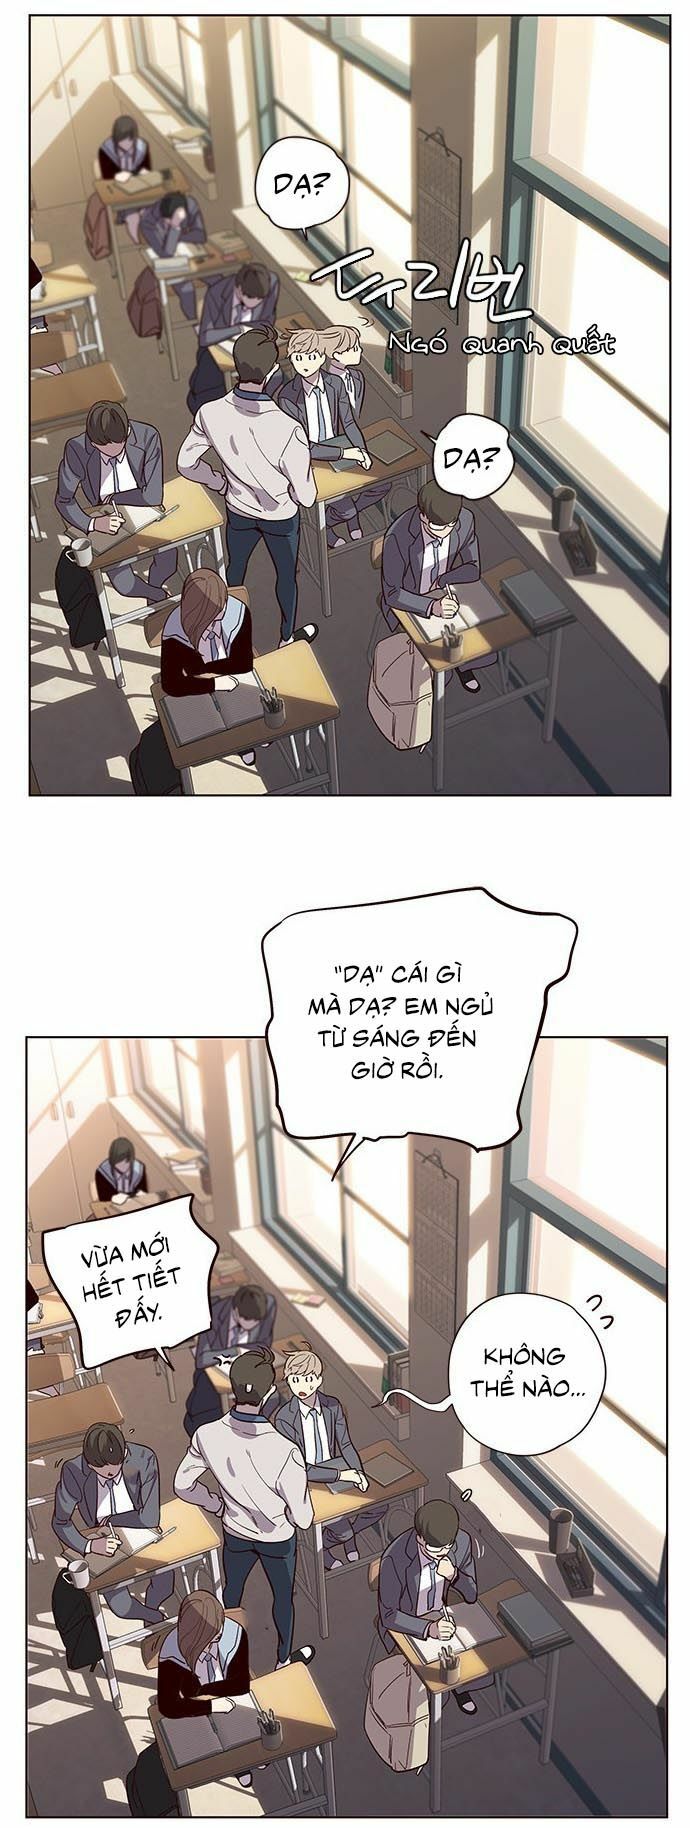 DẠ?
두리번
NGÓ QUANH QUẤT
DẠ?
"DẠ" CÁI GÌ
MÀ DẠ? EM NGỦ
TỪ SÁNG ĐẾN
GIỜ RỒI.
VỪA MỚI
HẾT TIẾT
ĐẤY.
KHÔNG
THỂ NÀO...